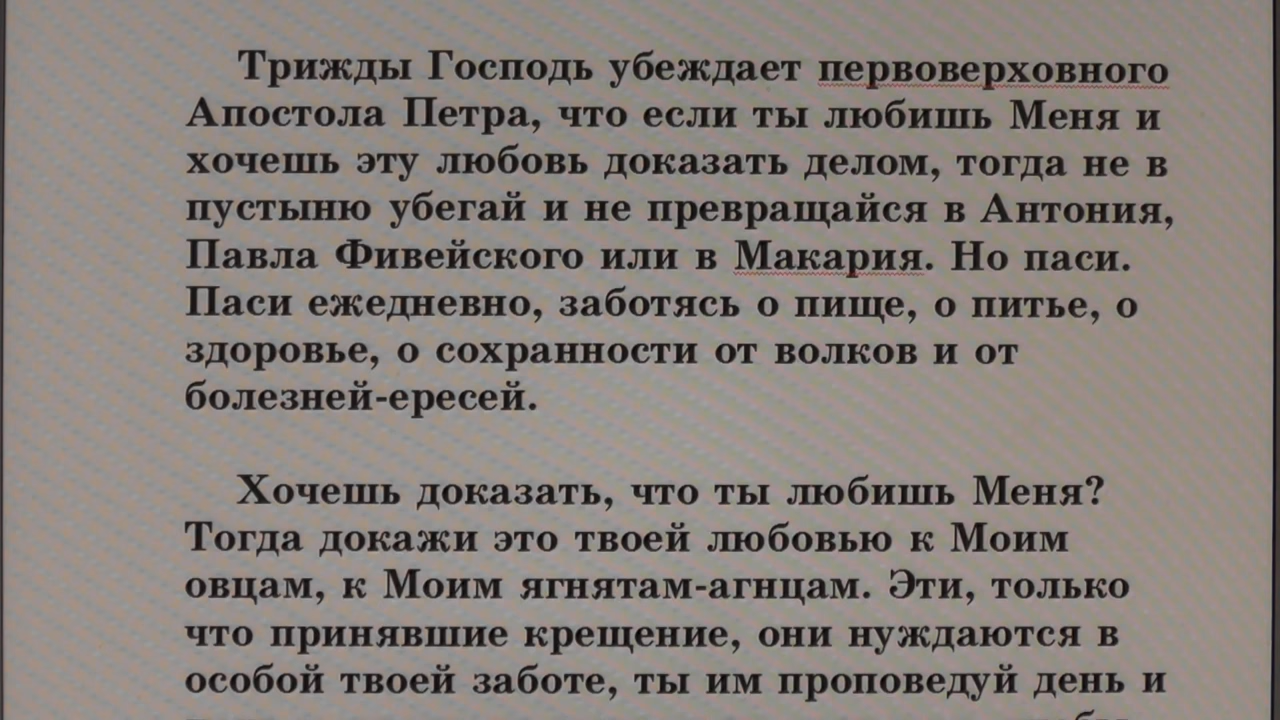 Трижды Господь убеждает первоверховного
Апостола Петра, что если ты любишь Меня и
хочешь эту любовь доказать делом, тогда не в
пустыню убегай и не превращайся в Антония,
Павла Фивейского или в Макария. Но паси.
Паси ежедневно, заботясь о пище, о питье, о
здоровье, о сохранности от волков и от
болезней-ересей.
Хочешь доказать, что ты любишь Меня?
Тогда докажи это твоей любовью к Моим
овцам, к Моим ягнятам-агнцам. Эти, только
что принявшие крещение, они нуждаются в
особой твоей заботе, ты им проповедуй день и